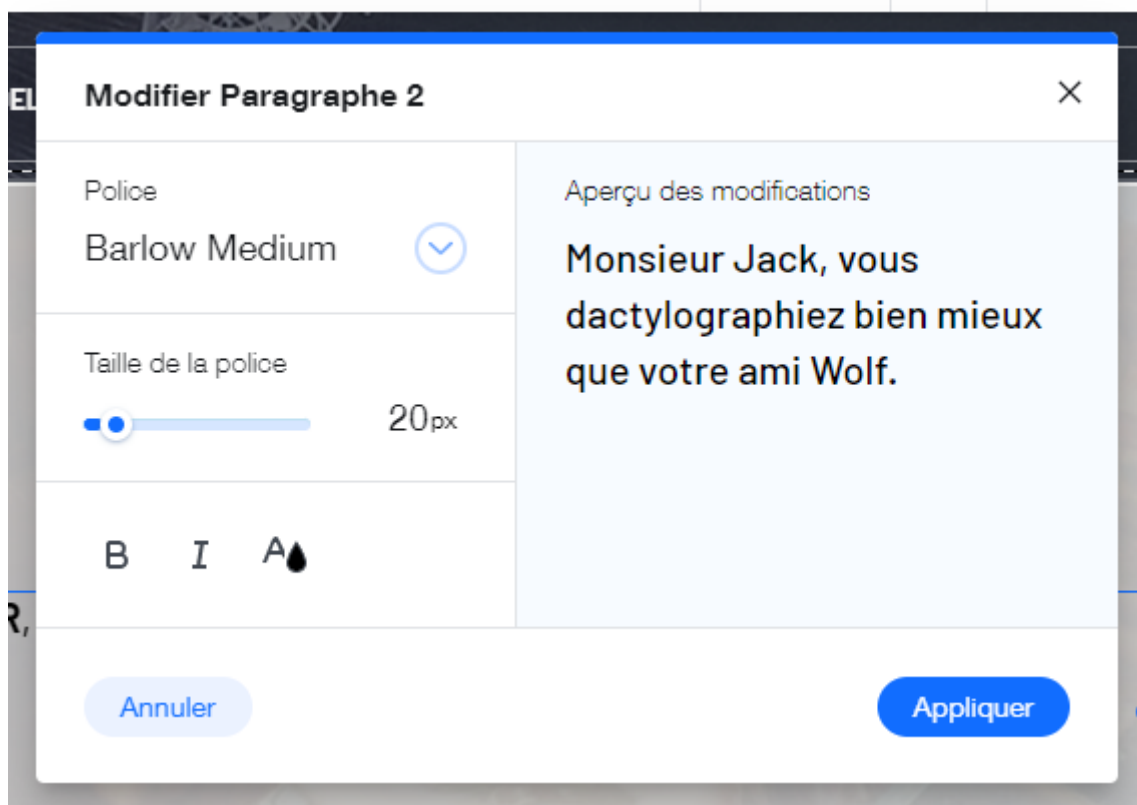 EL
Modifier Paragraphe 2
Police
Barlow Medium
Taille de la police
20px
B I A
Aperçu des modifications
Monsieur Jack, vous
dactylographiez bien mieux
que votre ami Wolf.
R,
Annuler
Appliquer